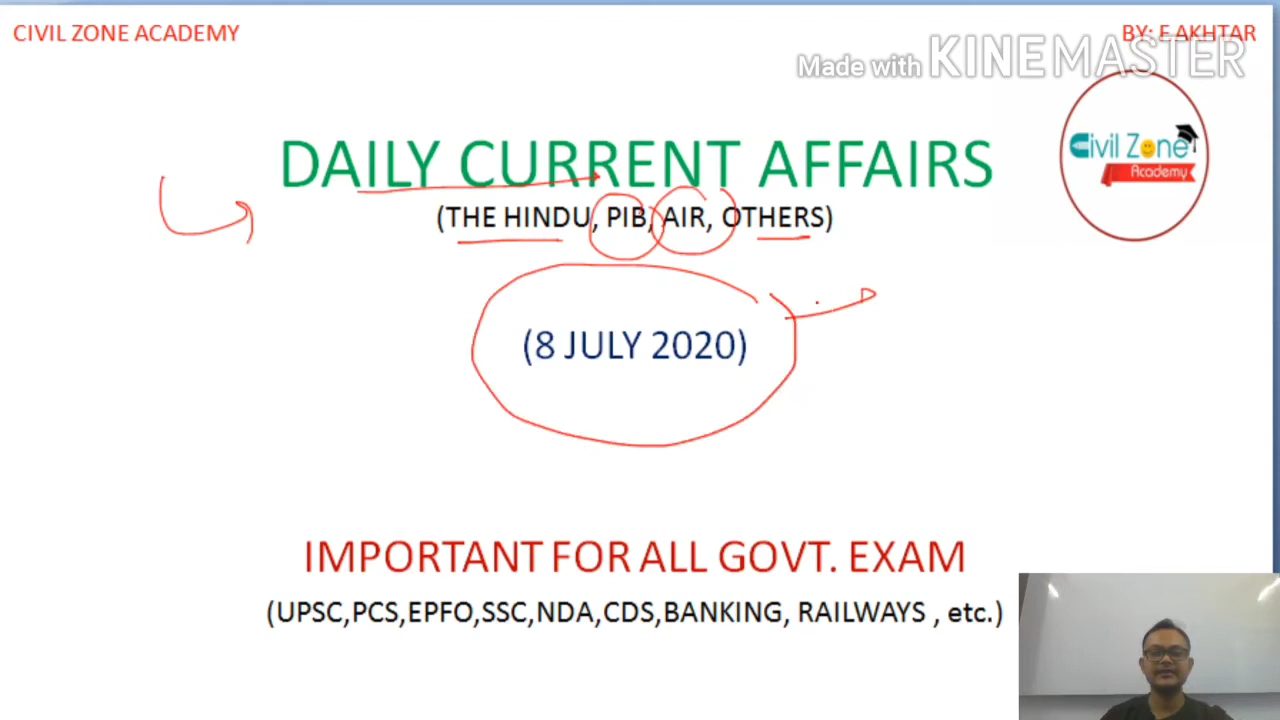 CIVIL ZONE ACADEMY
BY: E AKHTAR
Made with KINEMASTER
DAILY CURRENT AFFAIRS
Civil Zone
Academy
(THE HINDU, PIB, AIR, OTHERS)
(8 JULY 2020)
IMPORTANT FOR ALL GOVT. EXAM
(UPSC,PCS,EPFO,SSC,NDA,CDS,BANKING, RAILWAYS , etc.)